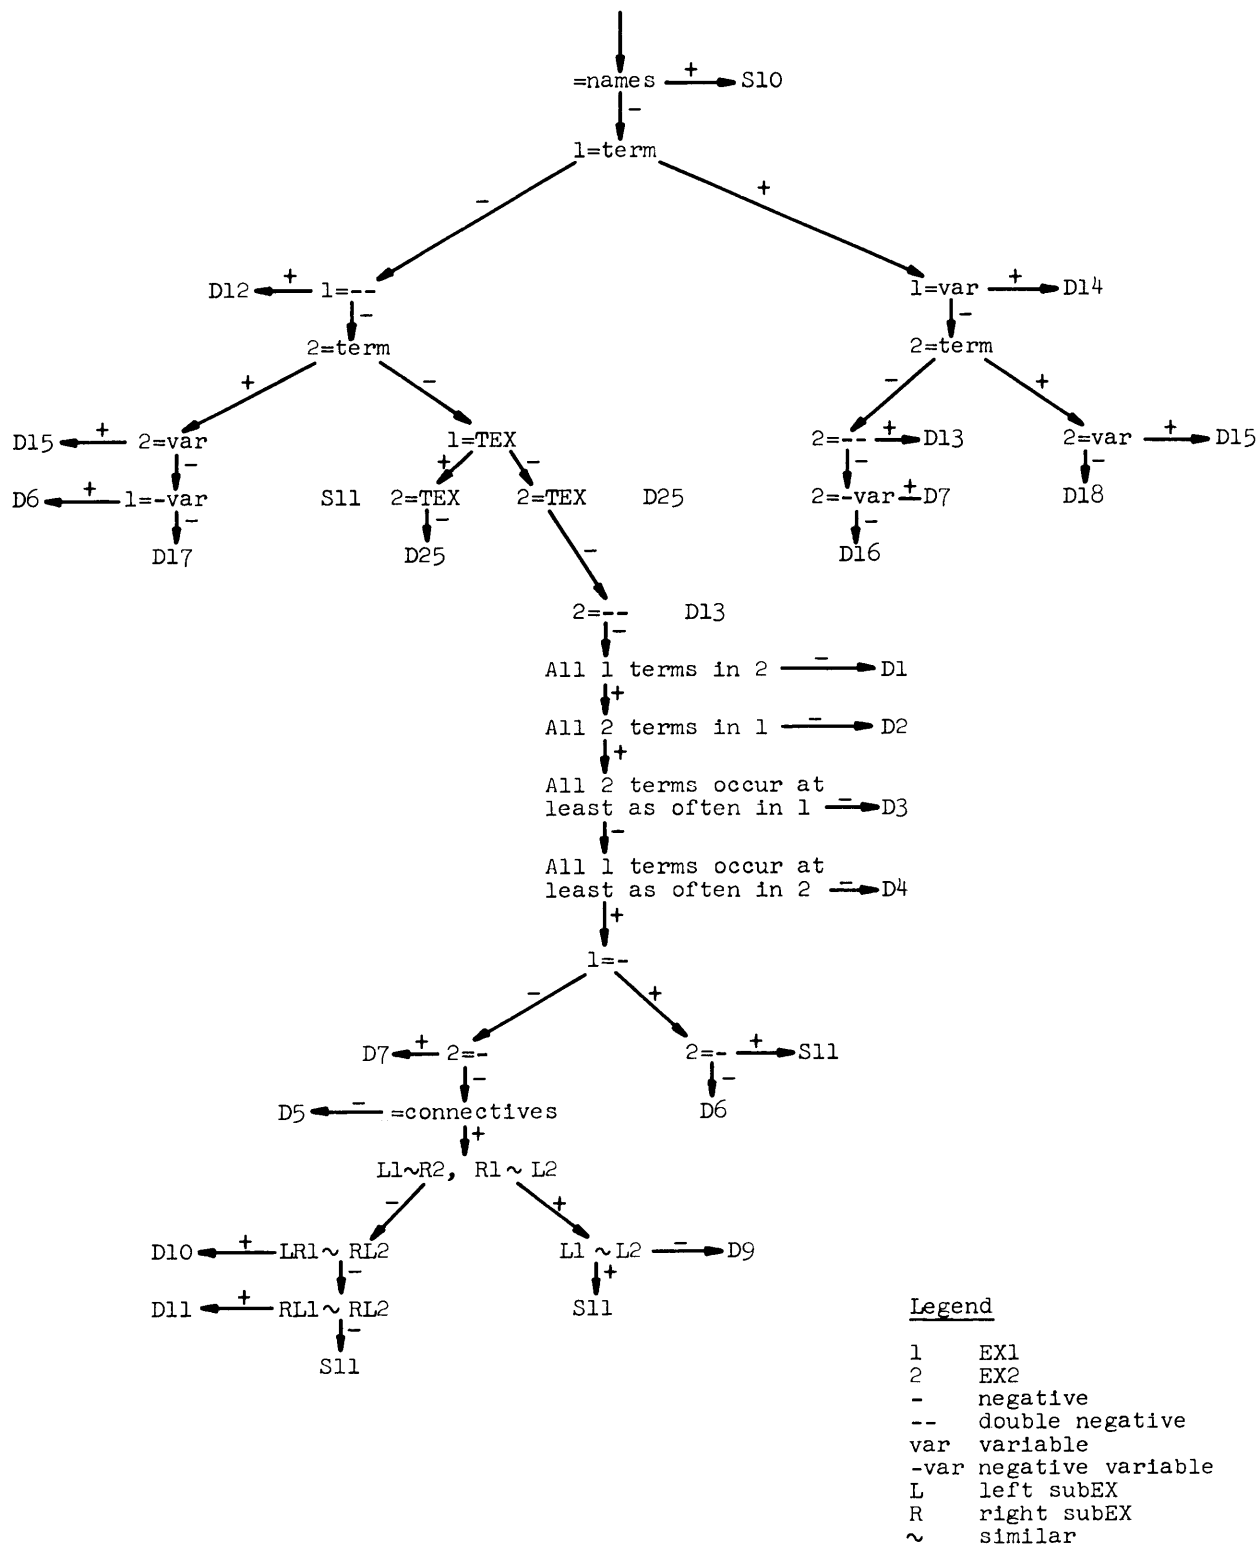 =names + S10
-
1=term
- +
D12 + 1=-- 1=var + D14
- -
2=term 2=term
+ - - +
D15 + 2=var 1=TEX 2=-- + D13 2=var + D15
- + - - -
D6 + 1=-var S11 2=TEX 2=TEX D25 2=-var + D7 D18
- - - -
D17 D25 D16
2=-- D13
-
All 1 terms in 2 - D1
+
All 2 terms in 1 - D2
+
All 2 terms occur at
least as often in 1 - D3
-
All 1 terms occur at
least as often in 2 - D4
+
1=-
- +
D7 + 2=- 2=- + S11
- -
D5 - =connectives D6
+
L1~R2, R1~ L2
- +
D10 + LR1~ RL2 L1 ~L2 - D9
- +
D11 + RL1~ RL2 S11
-
S11
Legend
1 EX1
2 EX2
- negative
-- double negative
var variable
-var negative variable
L left subEX
R right subEX
~ similar